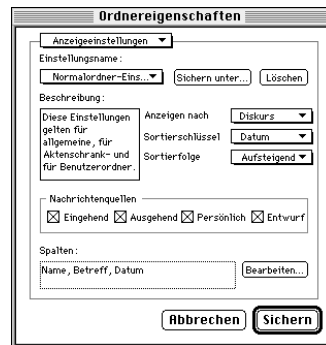 Ordnereigenschaften
Anzeigeeinstellungen
Einstellungsname:
Normalordner-Eins...
Sichern unter...
Löschen
Beschreibung:
Diese Einstellungen
gelten für
allgemeine, für
Aktenschrank- und
für Benutzerordner.
Anzeigen nach Diskurs
Sortierschlüssel Datum
Sortierfolge Aufsteigend
Nachrichtenquellen
Eingehend Ausgehend Persönlich Entwurf
Spalten:
Name, Betreff, Datum
Bearbeiten...
Abbrechen Sichern